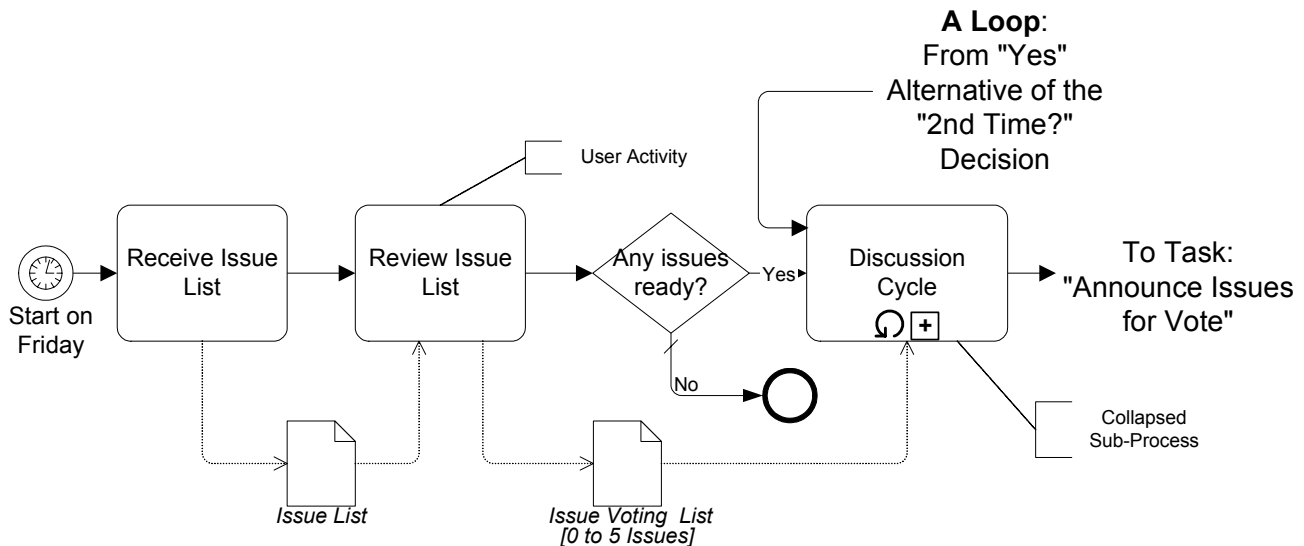 A Loop:
From "Yes"
Alternative of the
"2nd Time?"
Decision
User Activity
Receive Issue
List
Review Issue
List
Any issues
ready?
Yes
Discussion
Cycle
To Task:
"Announce Issues
for Vote"
Start on
Friday
No
Collapsed
Sub-Process
Issue List
Issue Voting List
[0 to 5 Issues]